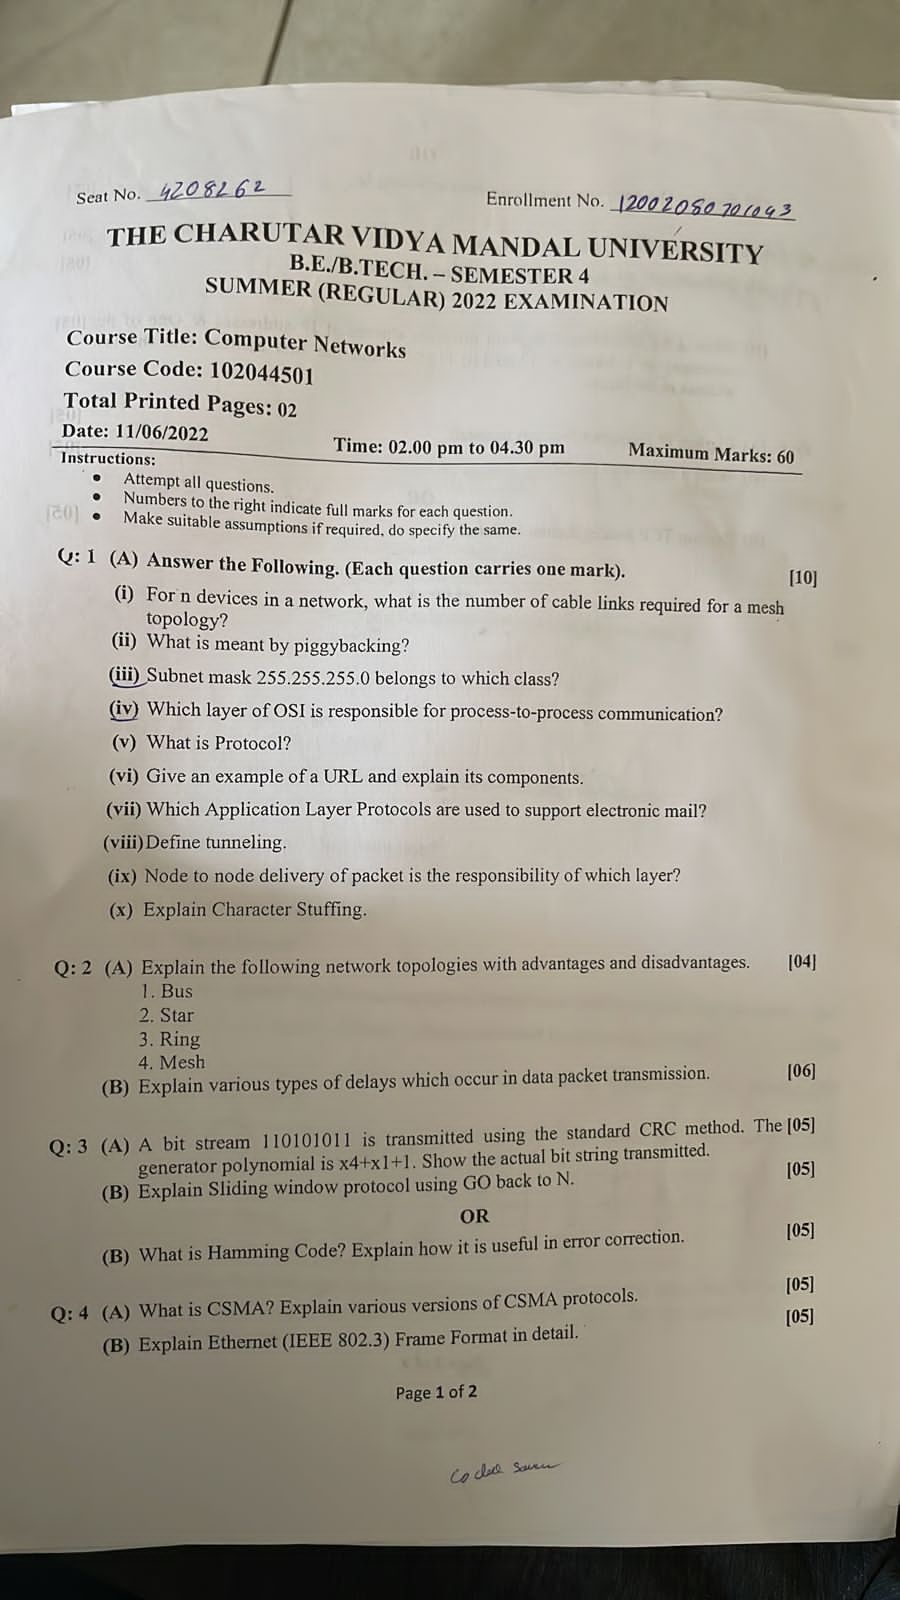 Seat No. 4208262
Enrollment No. 12002080701093
THE CHARUTAR VIDYA MANDAL UNIVERSITY
B.E./B.TECH. – SEMESTER 4
SUMMER (REGULAR) 2022 EXAMINATION
Course Title: Computer Networks
Course Code: 102044501
Total Printed Pages: 02
Date: 11/06/2022 Time: 02.00 pm to 04.30 pm Maximum Marks: 60
Instructions:
• Attempt all questions.
• Numbers to the right indicate full marks for each question.
• Make suitable assumptions if required, do specify the same.
Q: 1 (A) Answer the Following. (Each question carries one mark). [10]
(i) For n devices in a network, what is the number of cable links required for a mesh
topology?
(ii) What is meant by piggybacking?
(iii) Subnet mask 255.255.255.0 belongs to which class?
(iv) Which layer of OSI is responsible for process-to-process communication?
(v) What is Protocol?
(vi) Give an example of a URL and explain its components.
(vii) Which Application Layer Protocols are used to support electronic mail?
(viii) Define tunneling.
(ix) Node to node delivery of packet is the responsibility of which layer?
(x) Explain Character Stuffing.
Q: 2 (A) Explain the following network topologies with advantages and disadvantages. [04]
1. Bus
2. Star
3. Ring
4. Mesh
(B) Explain various types of delays which occur in data packet transmission. [06]
Q: 3 (A) A bit stream 110101011 is transmitted using the standard CRC method. The [05]
generator polynomial is x4+x1+1. Show the actual bit string transmitted.
(B) Explain Sliding window protocol using GO back to N. [05]
OR
(B) What is Hamming Code? Explain how it is useful in error correction. [05]
Q: 4 (A) What is CSMA? Explain various versions of CSMA protocols. [05]
(B) Explain Ethernet (IEEE 802.3) Frame Format in detail. [05]
Page 1 of 2